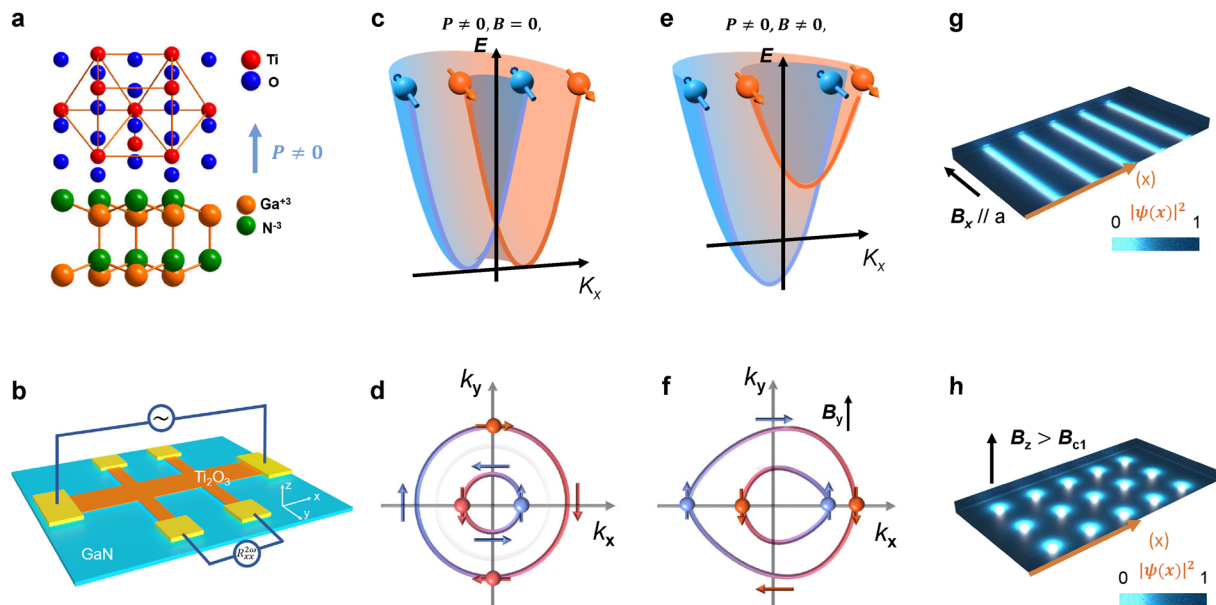 a
Ti
O
P ≠ 0
Ga+3
N-3
c
P ≠ 0, B = 0,
E
Kx
e
P ≠ 0, B ≠ 0,
E
Kx
g
Bx // a
(x)
|ψ(x)|²
0 1
b
~
Ti2O3
z
x
y
GaN
R2ωxx
d
ky
kx
f
ky
By
kx
h
Bz > Bc1
(x)
|ψ(x)|²
0 1